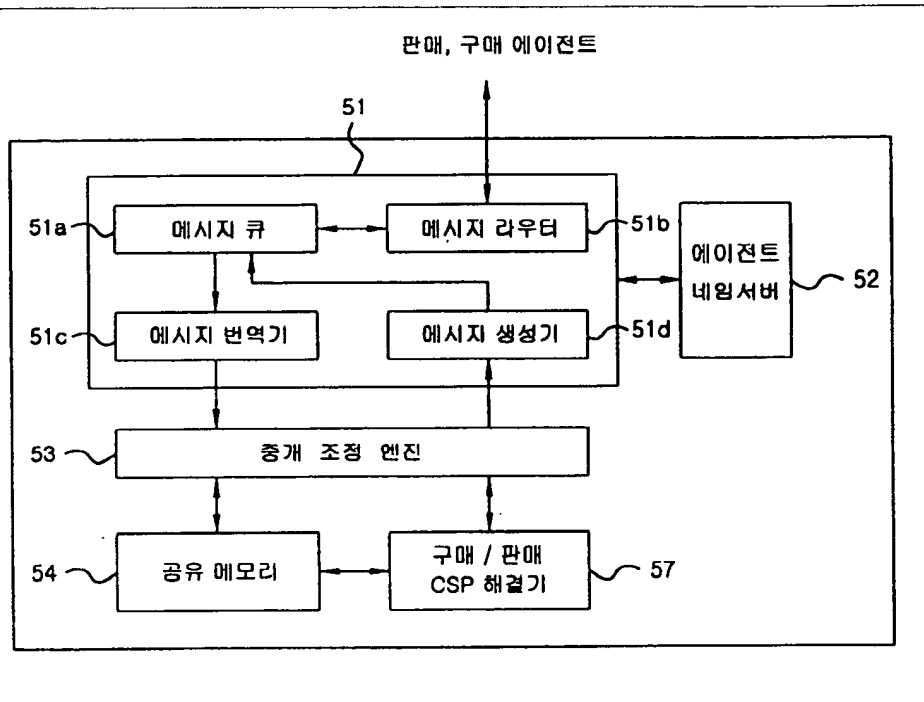 판매, 구매 에이전트
51
51a
메시지 큐
메시지 라우터
51b
에이전트
네임서버
52
51c
메시지 번역기
메시지 생성기
51d
53
중개 조정 엔진
54
공유 메모리
구매 / 판매
CSP 해결기
57